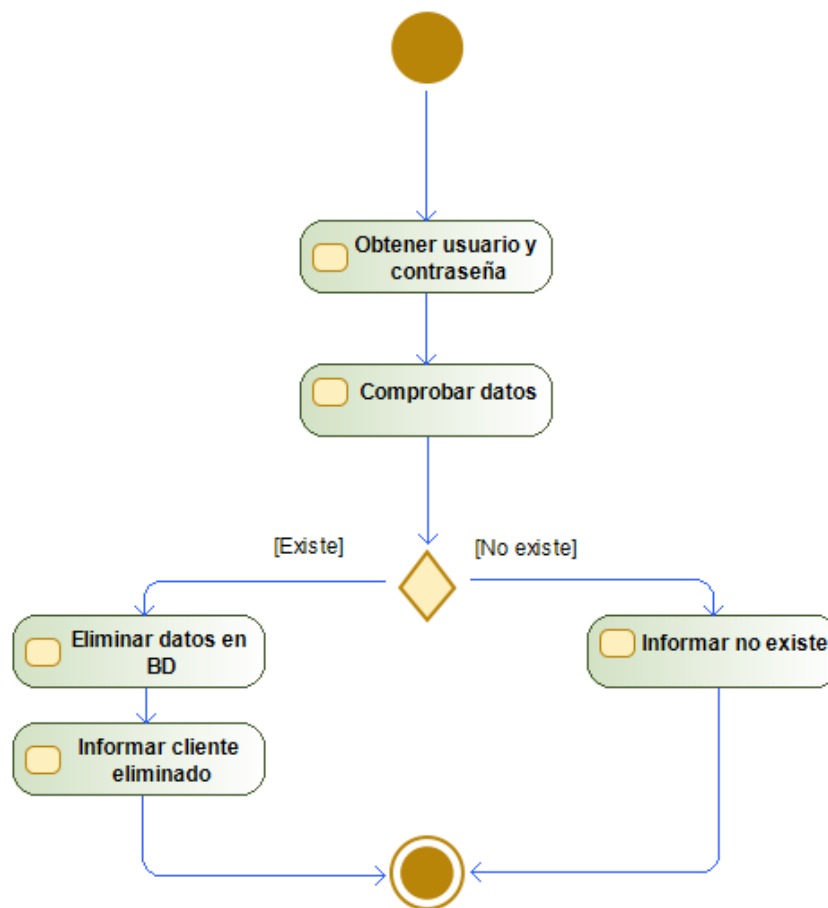 Obtener usuario y
contraseña
Comprobar datos
[Existe]
[No existe]
Eliminar datos en
BD
Informar no existe
Informar cliente
eliminado